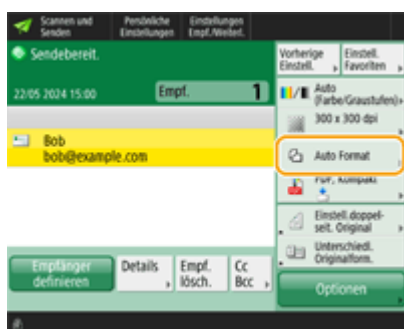 Scannen und
Senden
Persönliche
Einstellungen
Einstellungen
Empf./Weiterl.
Sendebereit.
22/05 2024 15:00
Empf.
1
Bob
bob@example.com
Empfänger
definieren
Details
Empf.
lösch.
Cc
Bcc
Vorherige
Einstell.
Einstell.
Favoriten
Auto
(Farbe/Graustufen)
300 x 300 dpi
Auto Format
PDF, Kompakt
Einstell.doppel-
seit. Original
Unterschiedl.
Originalform.
Optionen